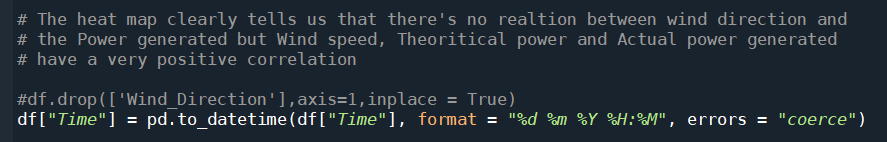 # The heat map clearly tells us that there's no realtion between wind direction and
# the Power generated but Wind speed, Theoritical power and Actual power generated
# have a very positive correlation
#df.drop(['Wind_Direction'],axis=1,inplace = True)
df["Time"] = pd.to_datetime(df["Time"], format = "%d %m %Y %H:%M", errors = "coerce")